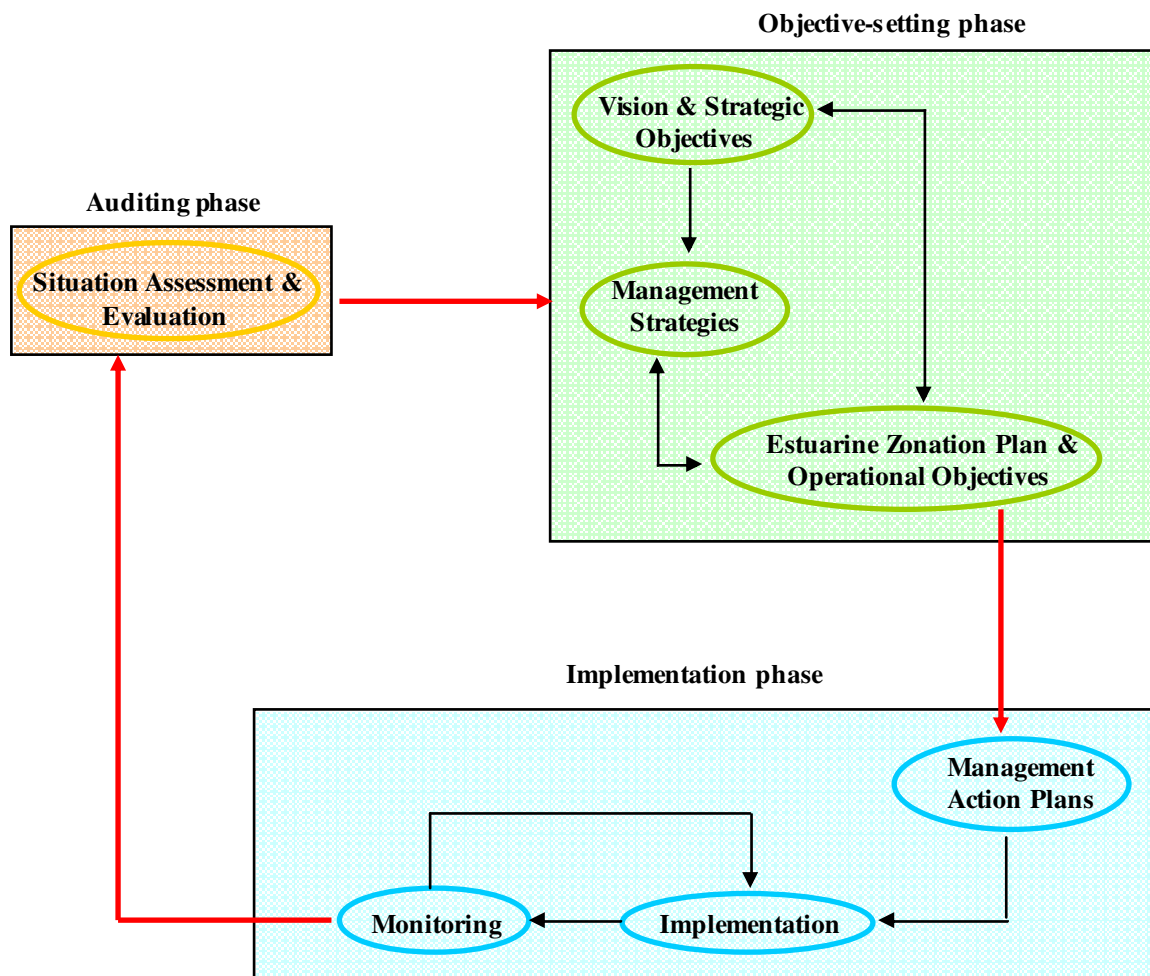 Objective-setting phase
Vision & Strategic
Objectives
Auditing phase
Situation Assessment &
Evaluation
Management
Strategies
Estuarine Zonation Plan &
Operational Objectives
Implementation phase
Management
Action Plans
Monitoring
Implementation